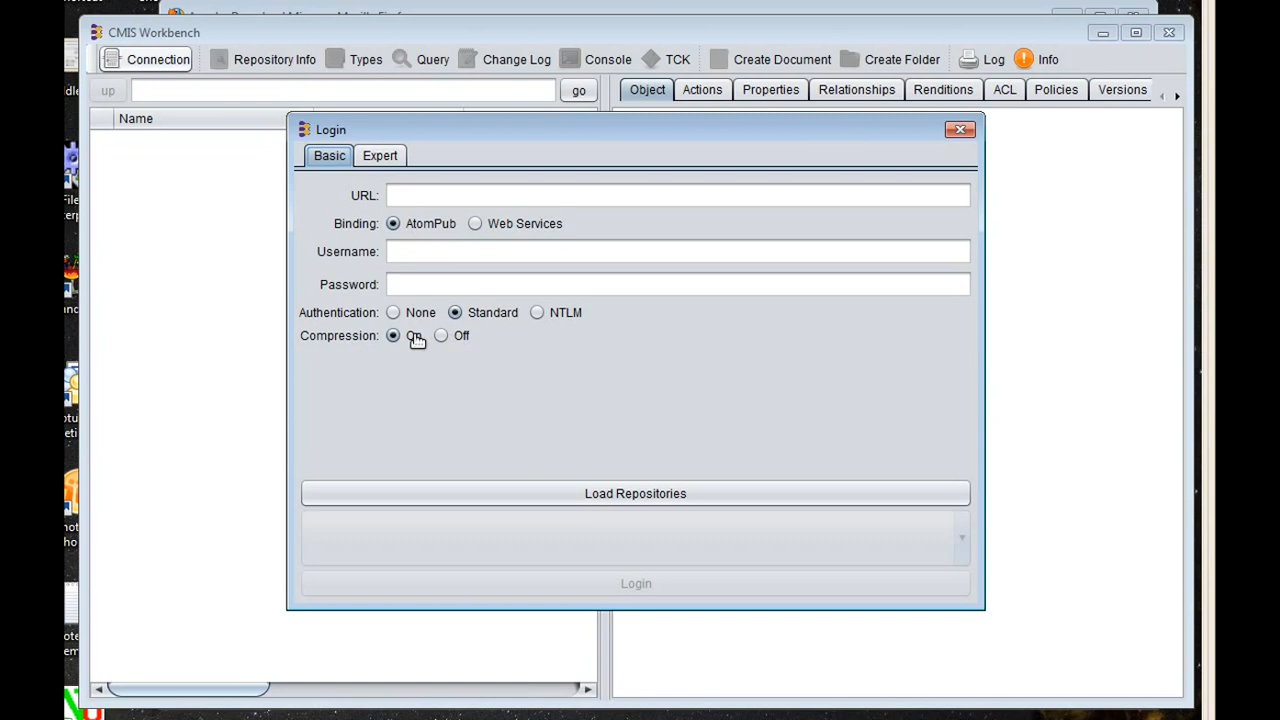 CMIS Workbench
Connection Repository Info Types Query Change Log Console TCK Create Document Create Folder Log Info
up go Object Actions Properties Relationships Renditions ACL Policies Versions
Name
Login
Basic Expert
URL:
Binding: AtomPub Web Services
Username:
Password:
Authentication: None Standard NTLM
Compression: On Off
Load Repositories
Login